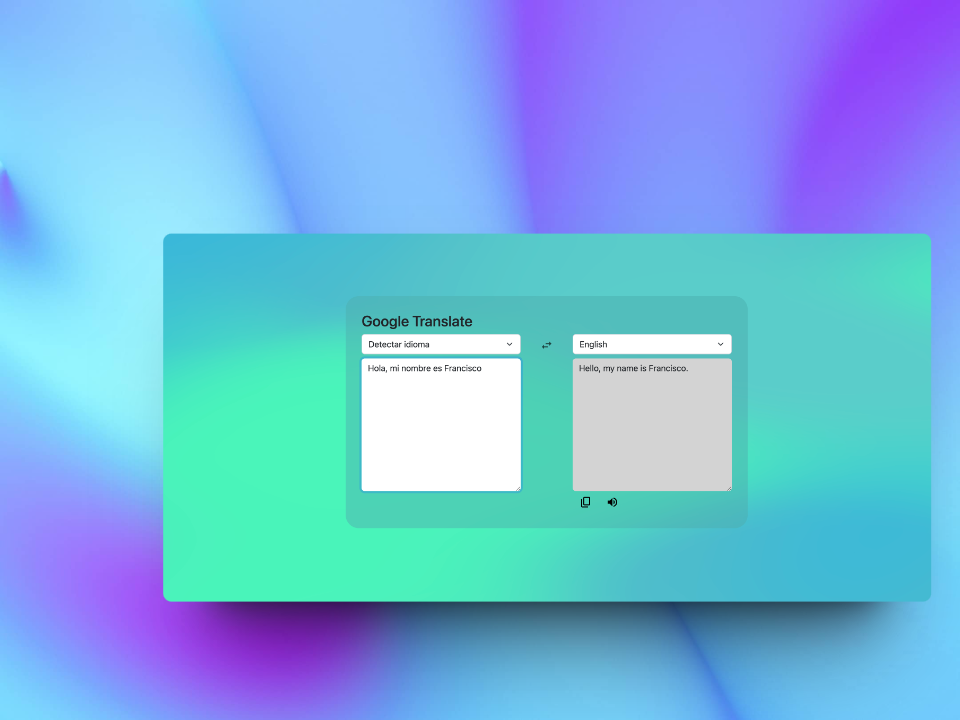 Google Translate
Detectar idioma
English
Hola, mi nombre es Francisco
Hello, my name is Francisco.